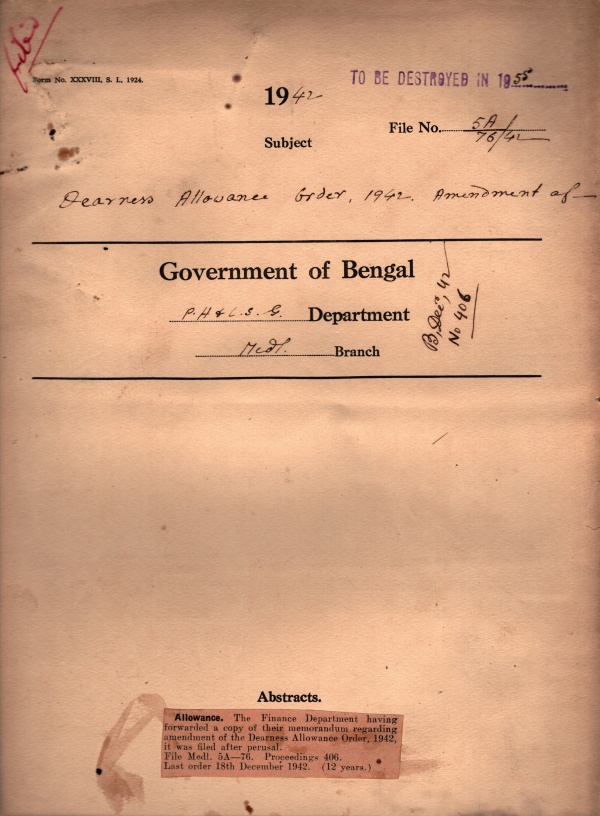 Form No. XXXVIII, S. I., 1924.
TO BE DESTROYED IN 1955
1942
File No. 5A/76/42
Subject
Dearness Allowance Order, 1942. Amendment of—
Government of Bengal
P.H & L.S.G. Department
Medl. Branch
B, Dec, '42
No 406
Abstracts.
Allowance. The Finance Department having
forwarded a copy of their memorandum regarding
amendment of the Dearness Allowance Order, 1942,
it was filed after perusal.
File Medl. 5A—76. Proceedings 406.
Last order 18th December 1942. (12 years.)